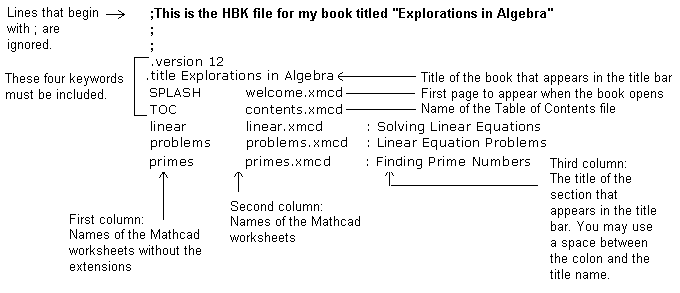 Lines that begin
with ; are
ignored.
;This is the HBK file for my book titled "Explorations in Algebra"
;
;
These four keywords
must be included.
.version 12
.title Explorations in Algebra
Title of the book that appears in the title bar
SPLASH welcome.xmcd
First page to appear when the book opens
TOC contents.xmcd
Name of the Table of Contents file
linear linear.xmcd : Solving Linear Equations
problems problems.xmcd : Linear Equation Problems
primes primes.xmcd : Finding Prime Numbers
First column:
Names of the Mathcad
worksheets without the
extensions
Second column:
Names of the Mathcad
worksheets
Third column:
The title of the
section that
appears in the title
bar. You may use
a space between
the colon and the
title name.